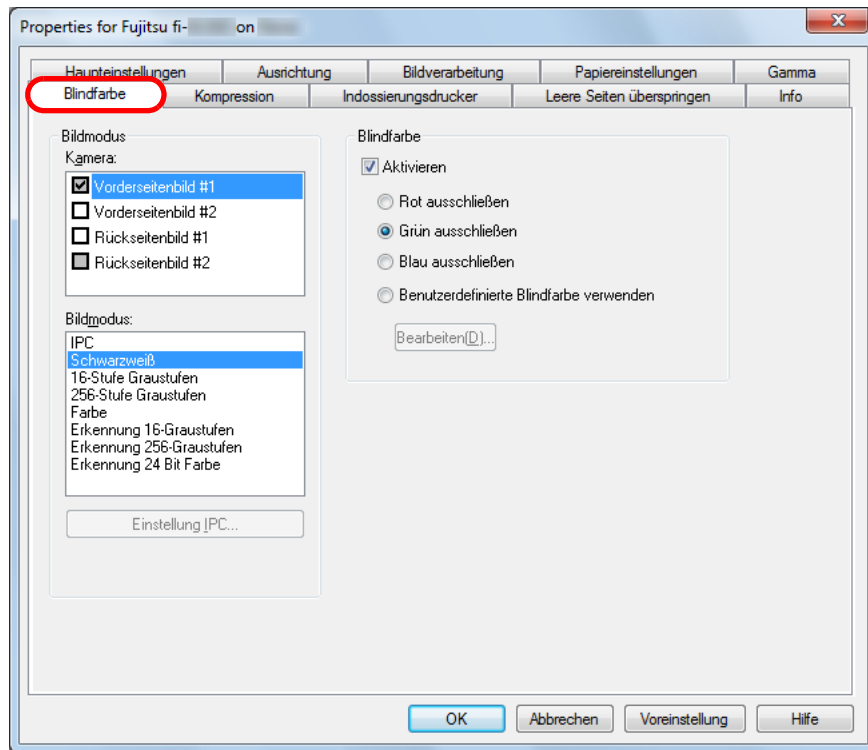 Properties for Fujitsu fi- on
Haupteinstellungen Ausrichtung Bildverarbeitung Papiereinstellungen Gamma
Blindfarbe Kompression Indossierungsdrucker Leere Seiten überspringen Info
Bildmodus
Kamera:
Vorderseitenbild #1
Vorderseitenbild #2
Rückseitenbild #1
Rückseitenbild #2
Bildmodus:
IPC
Schwarzweiß
16-Stufe Graustufen
256-Stufe Graustufen
Farbe
Erkennung 16-Graustufen
Erkennung 256-Graustufen
Erkennung 24 Bit Farbe
Einstellung IPC...
Blindfarbe
Aktivieren
Rot ausschließen
Grün ausschließen
Blau ausschließen
Benutzerdefinierte Blindfarbe verwenden
Bearbeiten(D)...
OK Abbrechen Voreinstellung Hilfe